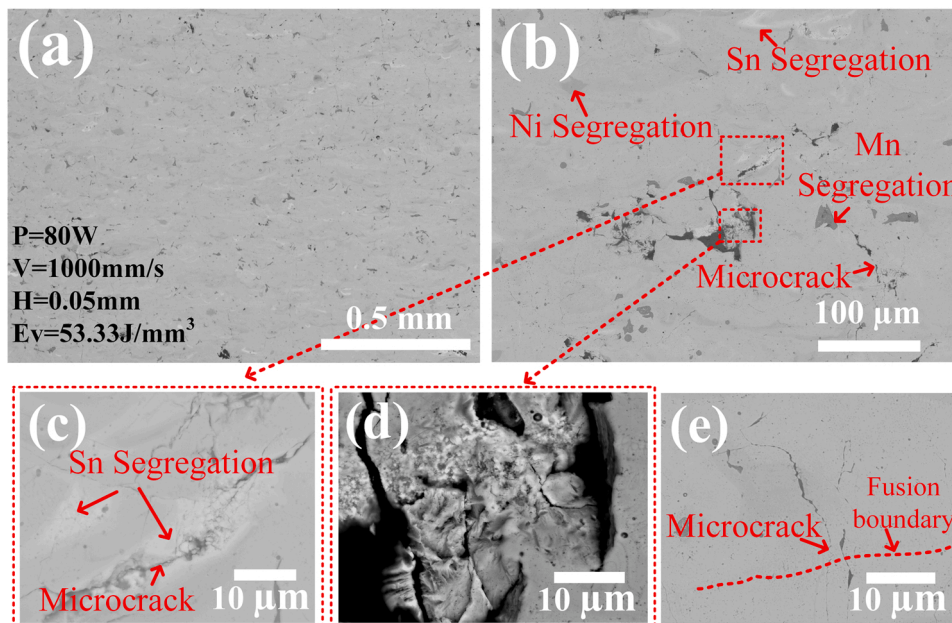 (a)
P=80W
V=1000mm/s
H=0.05mm
Ev=53.33J/mm³
0.5 mm
(b)
Sn Segregation
Ni Segregation
Mn
Segregation
Microcrack
100 µm
(c)
Sn Segregation
Microcrack
10 µm
(d)
10 µm
(e)
Fusion
boundary
Microcrack
10 µm